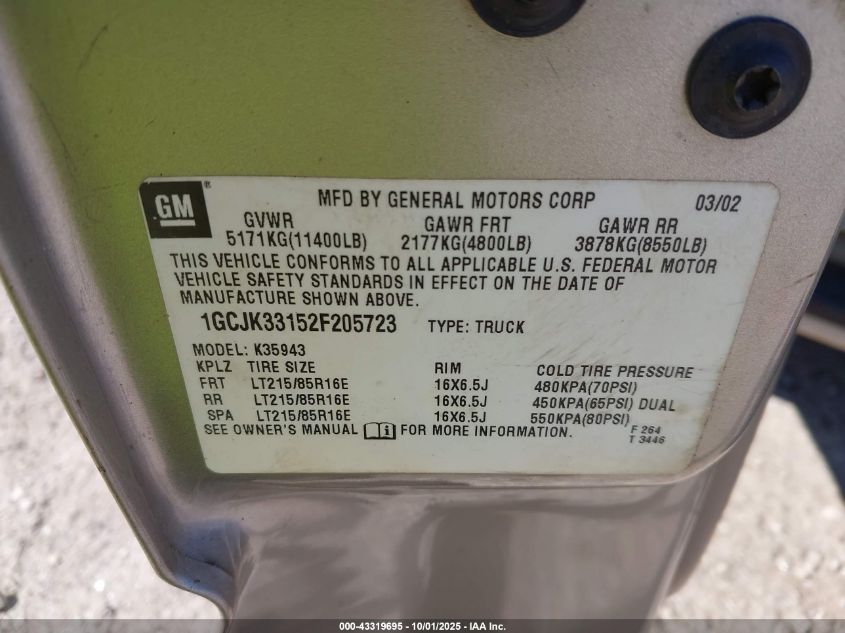 GM® MFD BY GENERAL MOTORS CORP 03/02
GVWR GAWR FRT GAWR RR
5171KG(11400LB) 2177KG(4800LB) 3878KG(8550LB)
THIS VEHICLE CONFORMS TO ALL APPLICABLE U.S. FEDERAL MOTOR
VEHICLE SAFETY STANDARDS IN EFFECT ON THE DATE OF
MANUFACTURE SHOWN ABOVE.
1GCJK33152F205723 TYPE: TRUCK
MODEL: K35943
KPLZ TIRE SIZE RIM COLD TIRE PRESSURE
FRT LT215/85R16E 16X6.5J 480KPA(70PSI)
RR LT215/85R16E 16X6.5J 450KPA(65PSI) DUAL
SPA LT215/85R16E 16X6.5J 550KPA(80PSI)
SEE OWNER'S MANUAL FOR MORE INFORMATION. F 264
T 3446
000-43319695 - 10/01/2025 - IAA Inc.